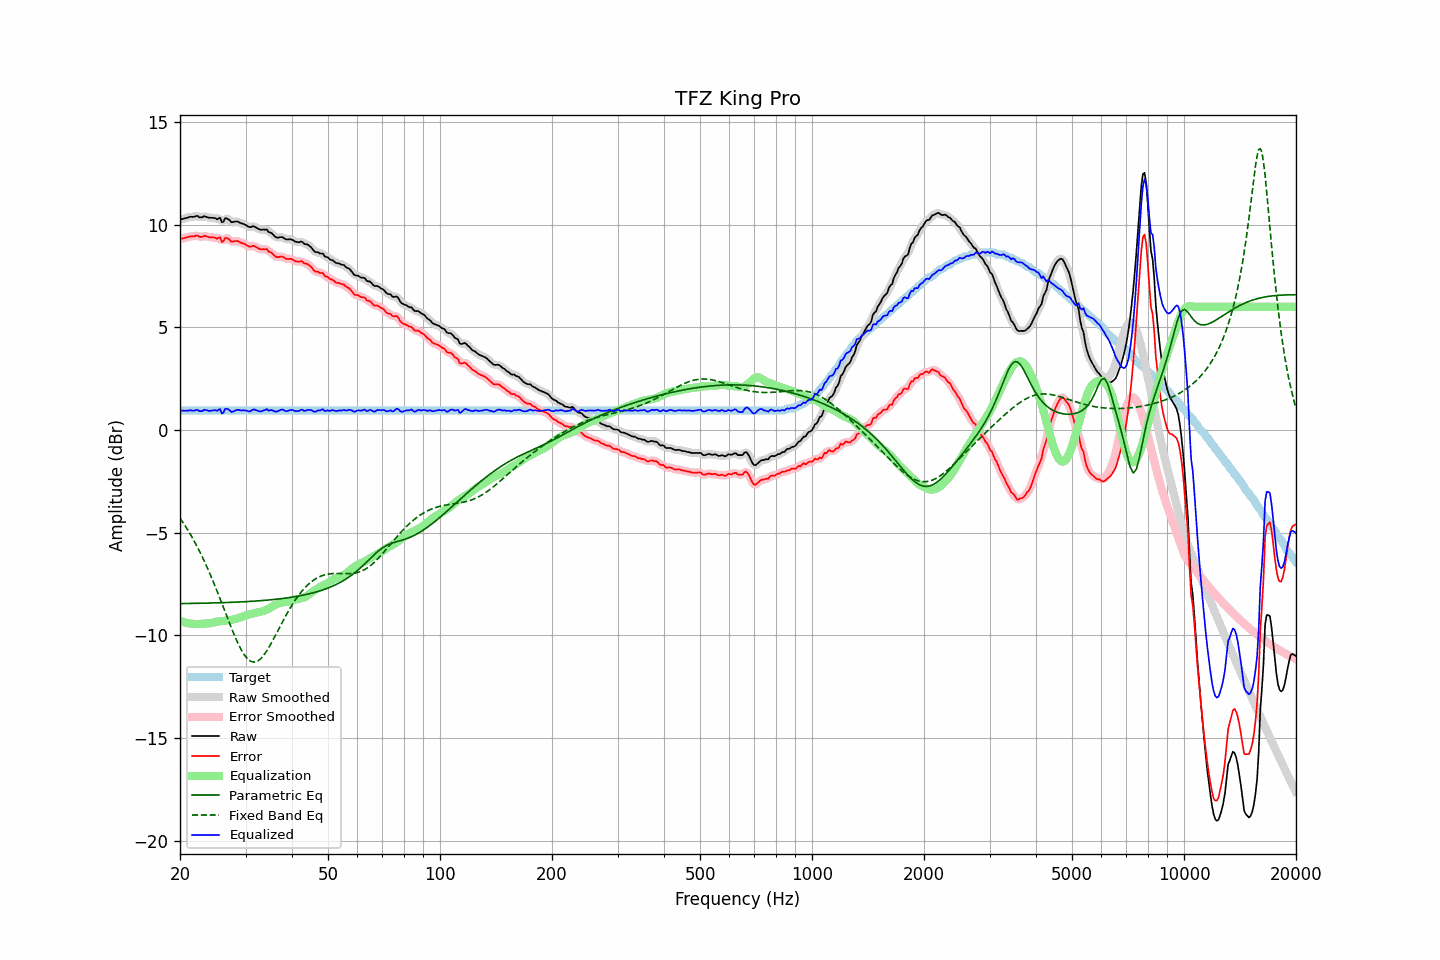 TFZ King Pro
Amplitude (dBr)
15
10
5
0
−5
−10
−15
−20
Target
Raw Smoothed
Error Smoothed
Raw
Error
Equalization
Parametric Eq
Fixed Band Eq
Equalized
20 50 100 200 500 1000 2000 5000 10000 20000
Frequency (Hz)